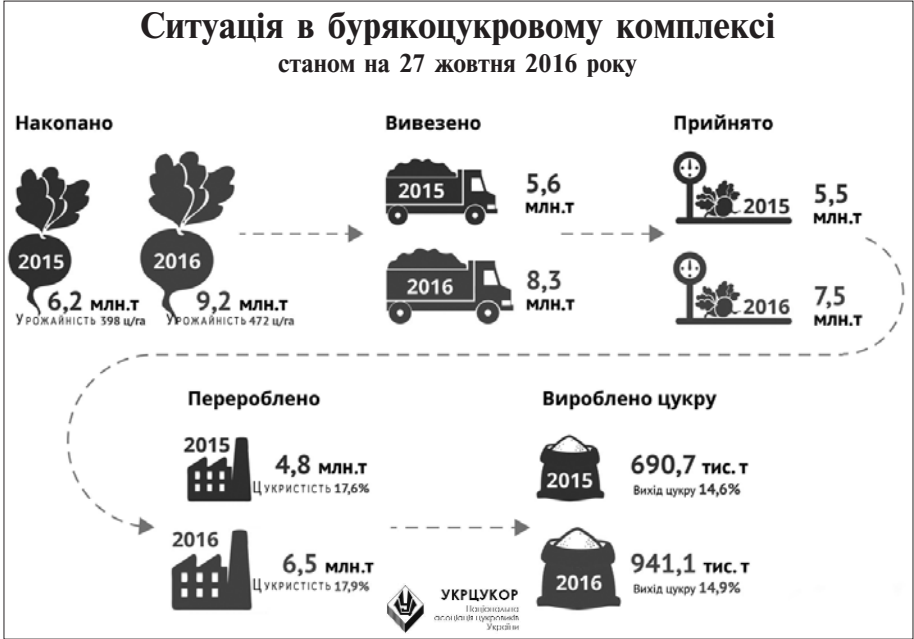 Ситуація в бурякоцукровому комплексі
станом на 27 жовтня 2016 року
Накопано
2015
6,2 млн.т
Урожайність 398 ц/га
2016
9,2 млн.т
Урожайність 472 ц/га
Вивезено
2015
5,6
млн.т
2016
8,3
млн.т
Прийнято
2015
5,5
млн.т
2016
7,5
млн.т
Перероблено
2015
4,8 млн.т
Цукристість 17,6%
2016
6,5 млн.т
Цукристість 17,9%
Вироблено цукру
2015
690,7 тис. т
Вихід цукру 14,6%
2016
941,1 тис. т
Вихід цукру 14,9%
УКРЦУКОР
Національна
асоціація цукровиків
України